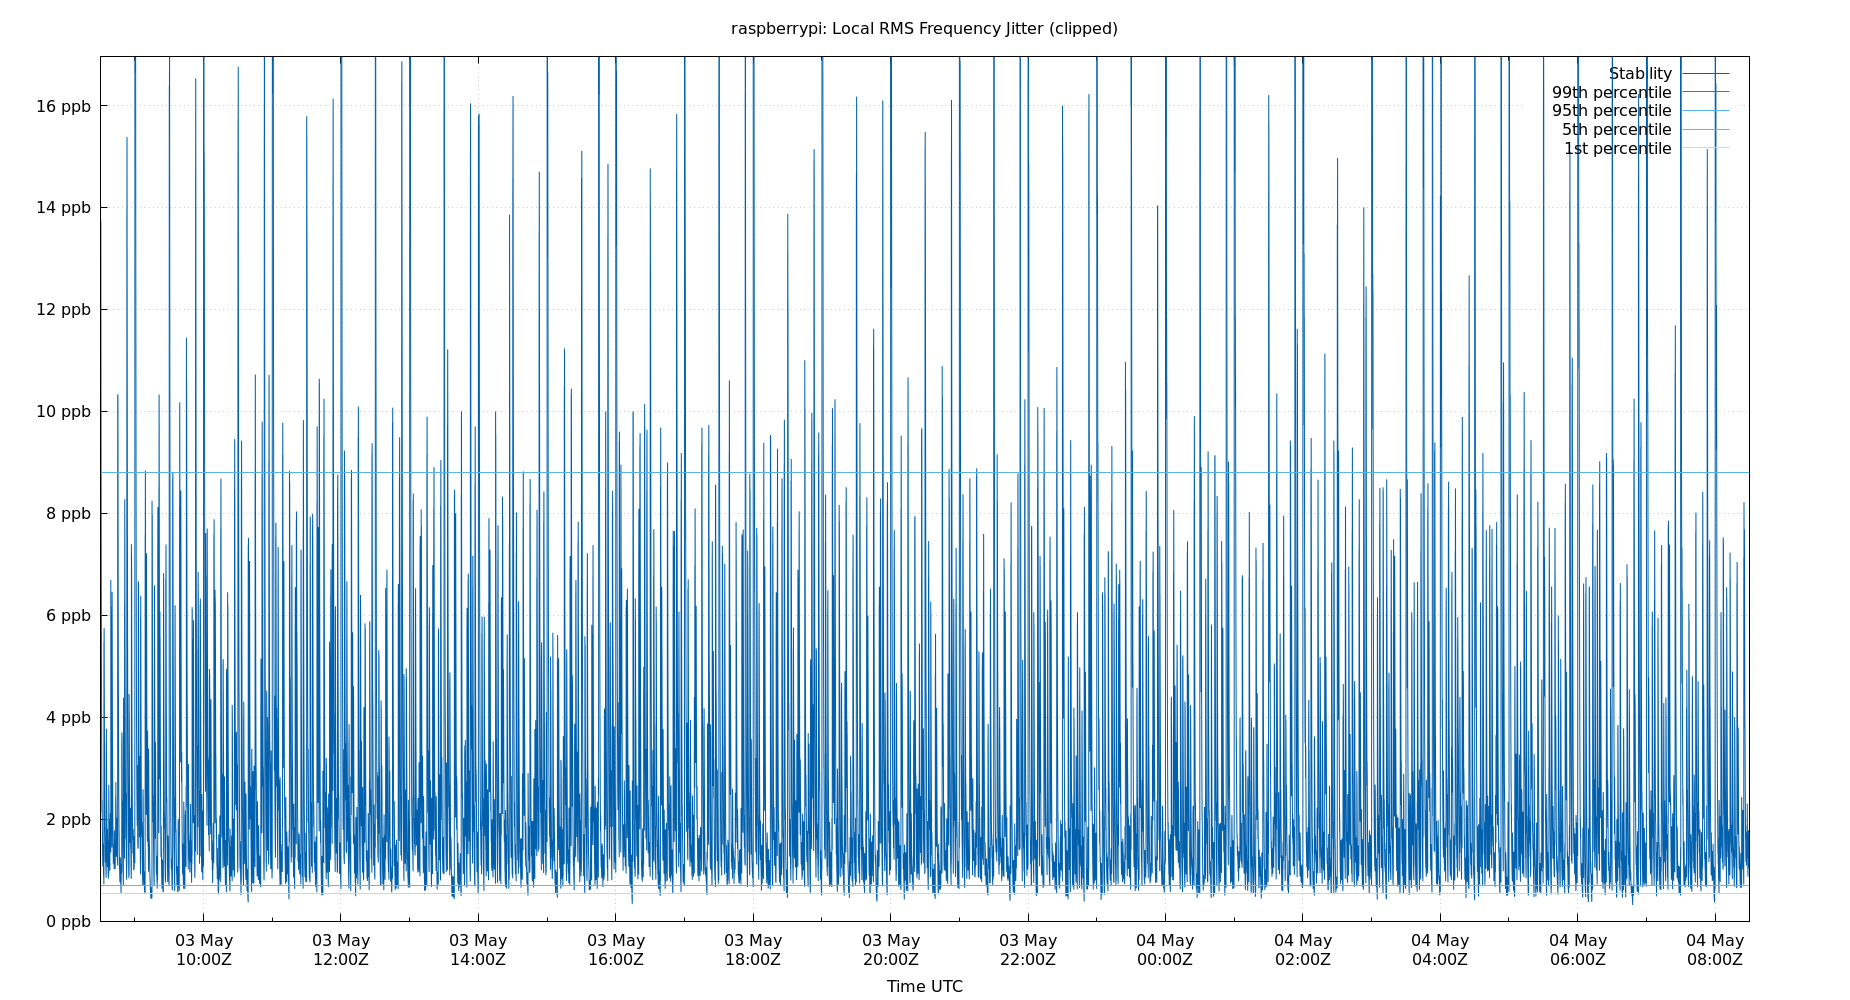 raspberrypi: Local RMS Frequency Jitter (clipped)
Stability
99th percentile
95th percentile
5th percentile
1st percentile
16 ppb
14 ppb
12 ppb
10 ppb
8 ppb
6 ppb
4 ppb
2 ppb
0 ppb
03 May 03 May 03 May 03 May 03 May 03 May 03 May 04 May 04 May 04 May 04 May 04 May
10:00Z 12:00Z 14:00Z 16:00Z 18:00Z 20:00Z 22:00Z 00:00Z 02:00Z 04:00Z 06:00Z 08:00Z
Time UTC